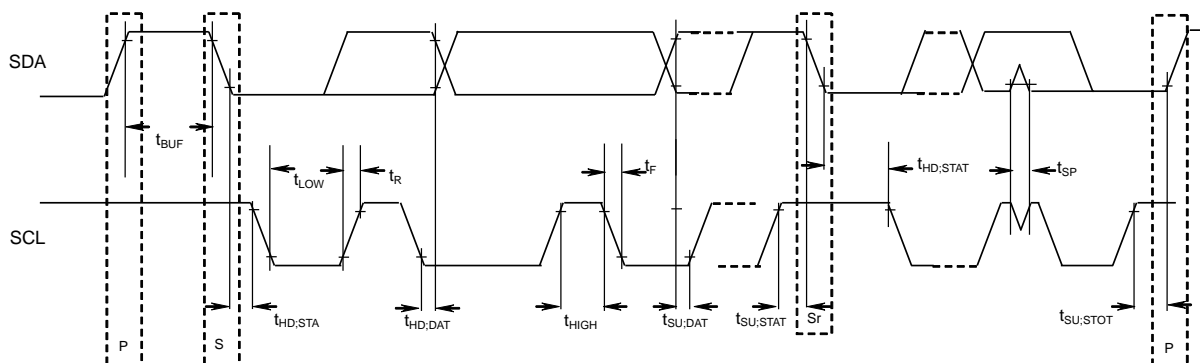 SDA
tBUF
tLOW
tR
tF
tHD;STAT
tSP
SCL
tHD;STA
tHD;DAT
tHIGH
tSU;DAT
tSU;STAT
Sr
tSU;STOT
P
S
P